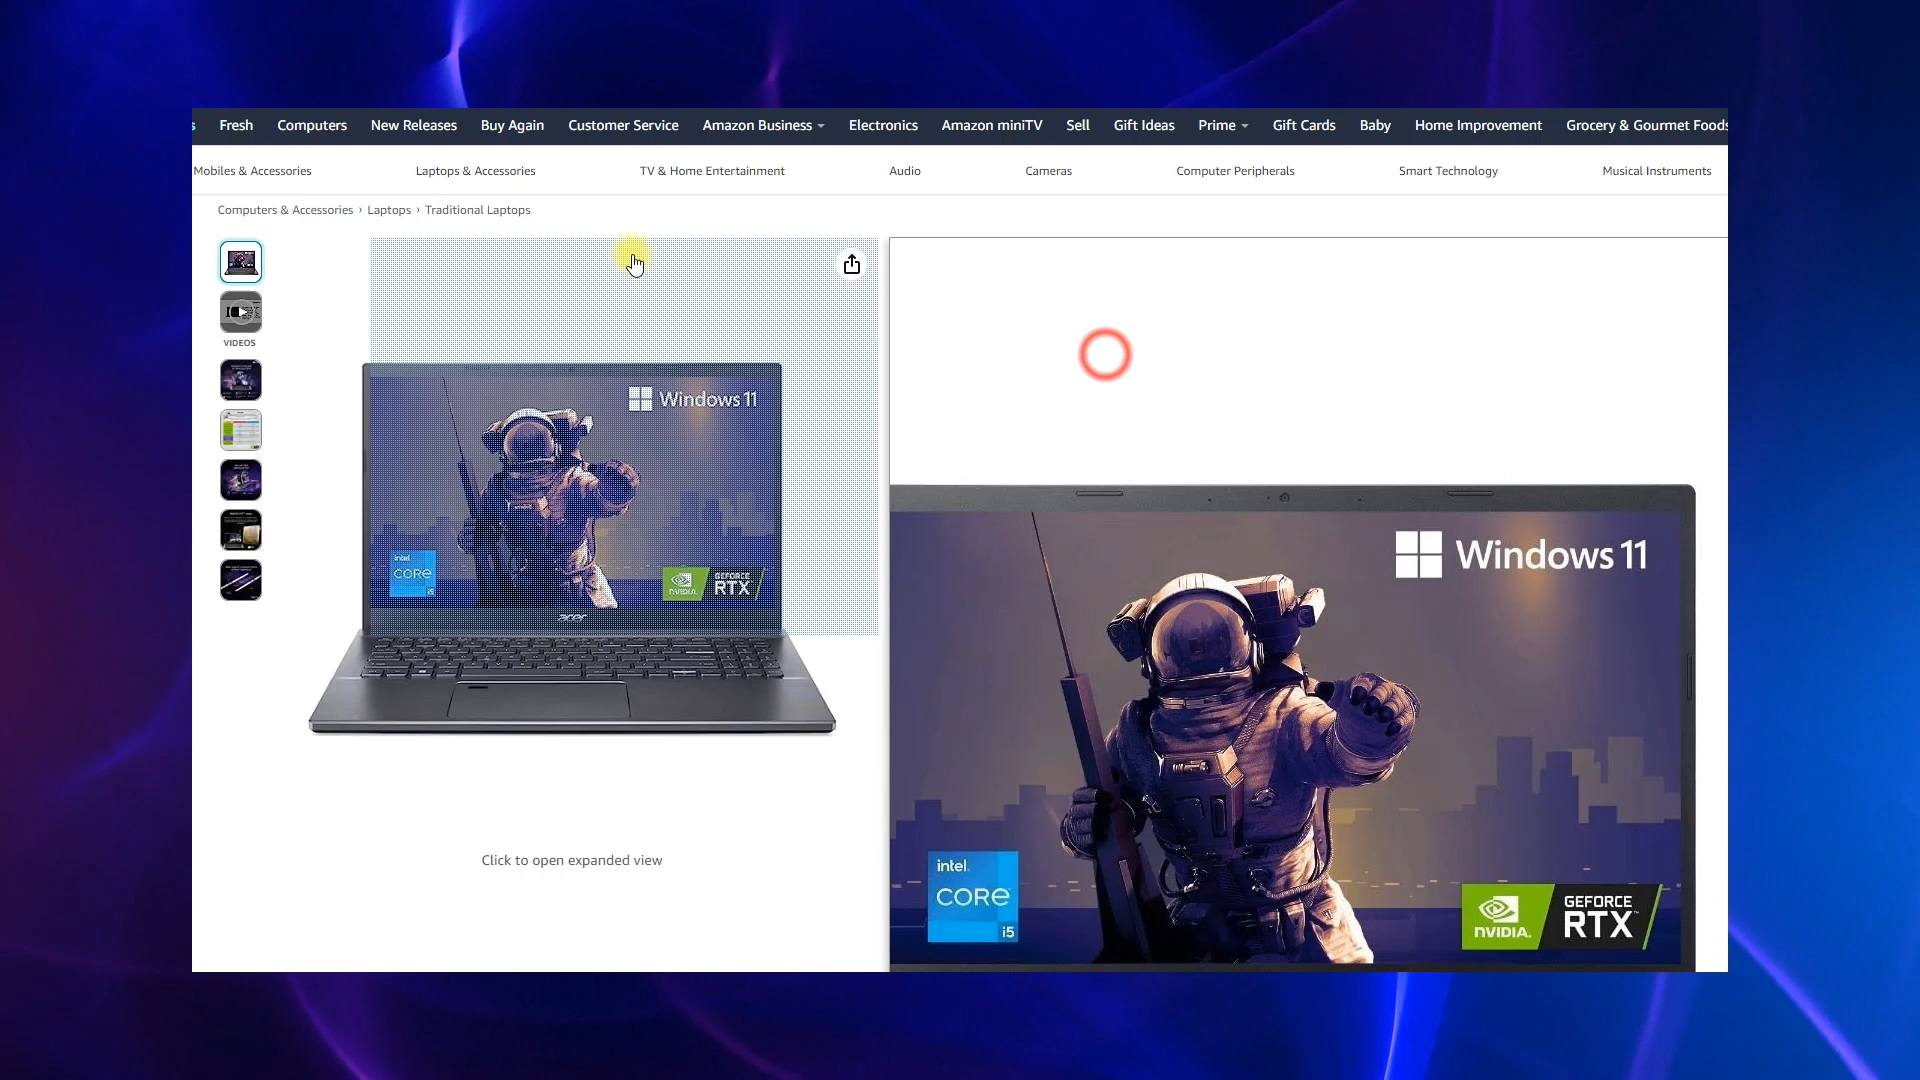 Fresh Computers New Releases Buy Again Customer Service Amazon Business Electronics Amazon miniTV Sell Gift Ideas Prime Gift Cards Baby Home Improvement Grocery & Gourmet Foods
Mobiles & Accessories Laptops & Accessories TV & Home Entertainment Audio Cameras Computer Peripherals Smart Technology Musical Instruments
Computers & Accessories › Laptops › Traditional Laptops
VIDEOS
Windows 11
intel
CORE
i5
NVIDIA.
GEFORCE
RTX
acer
Click to open expanded view
Windows 11
intel.
CORE
i5
NVIDIA.
GEFORCE
RTX™